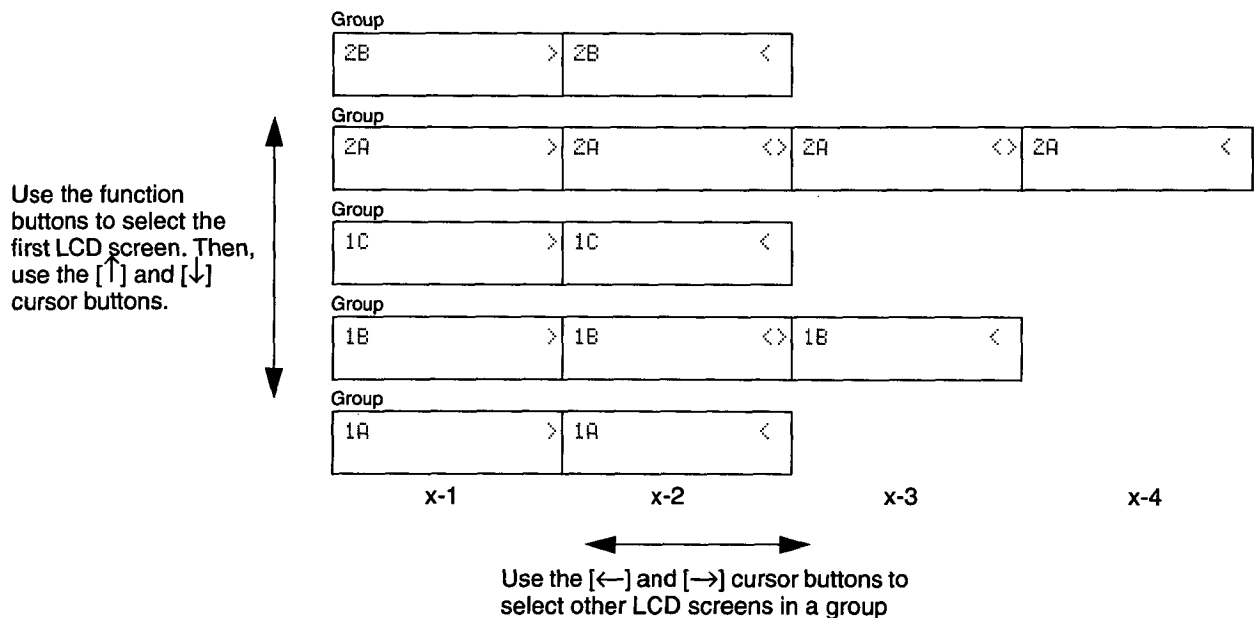 Group
2B > 2B <
Group
2A > 2A <> 2A <> 2A <
Use the function
buttons to select the
first LCD screen. Then,
use the [↑] and [↓]
cursor buttons.
Group
1C > 1C <
Group
1B > 1B <> 1B <
Group
1A > 1A <
x-1 x-2 x-3 x-4
Use the [←] and [→] cursor buttons to
select other LCD screens in a group